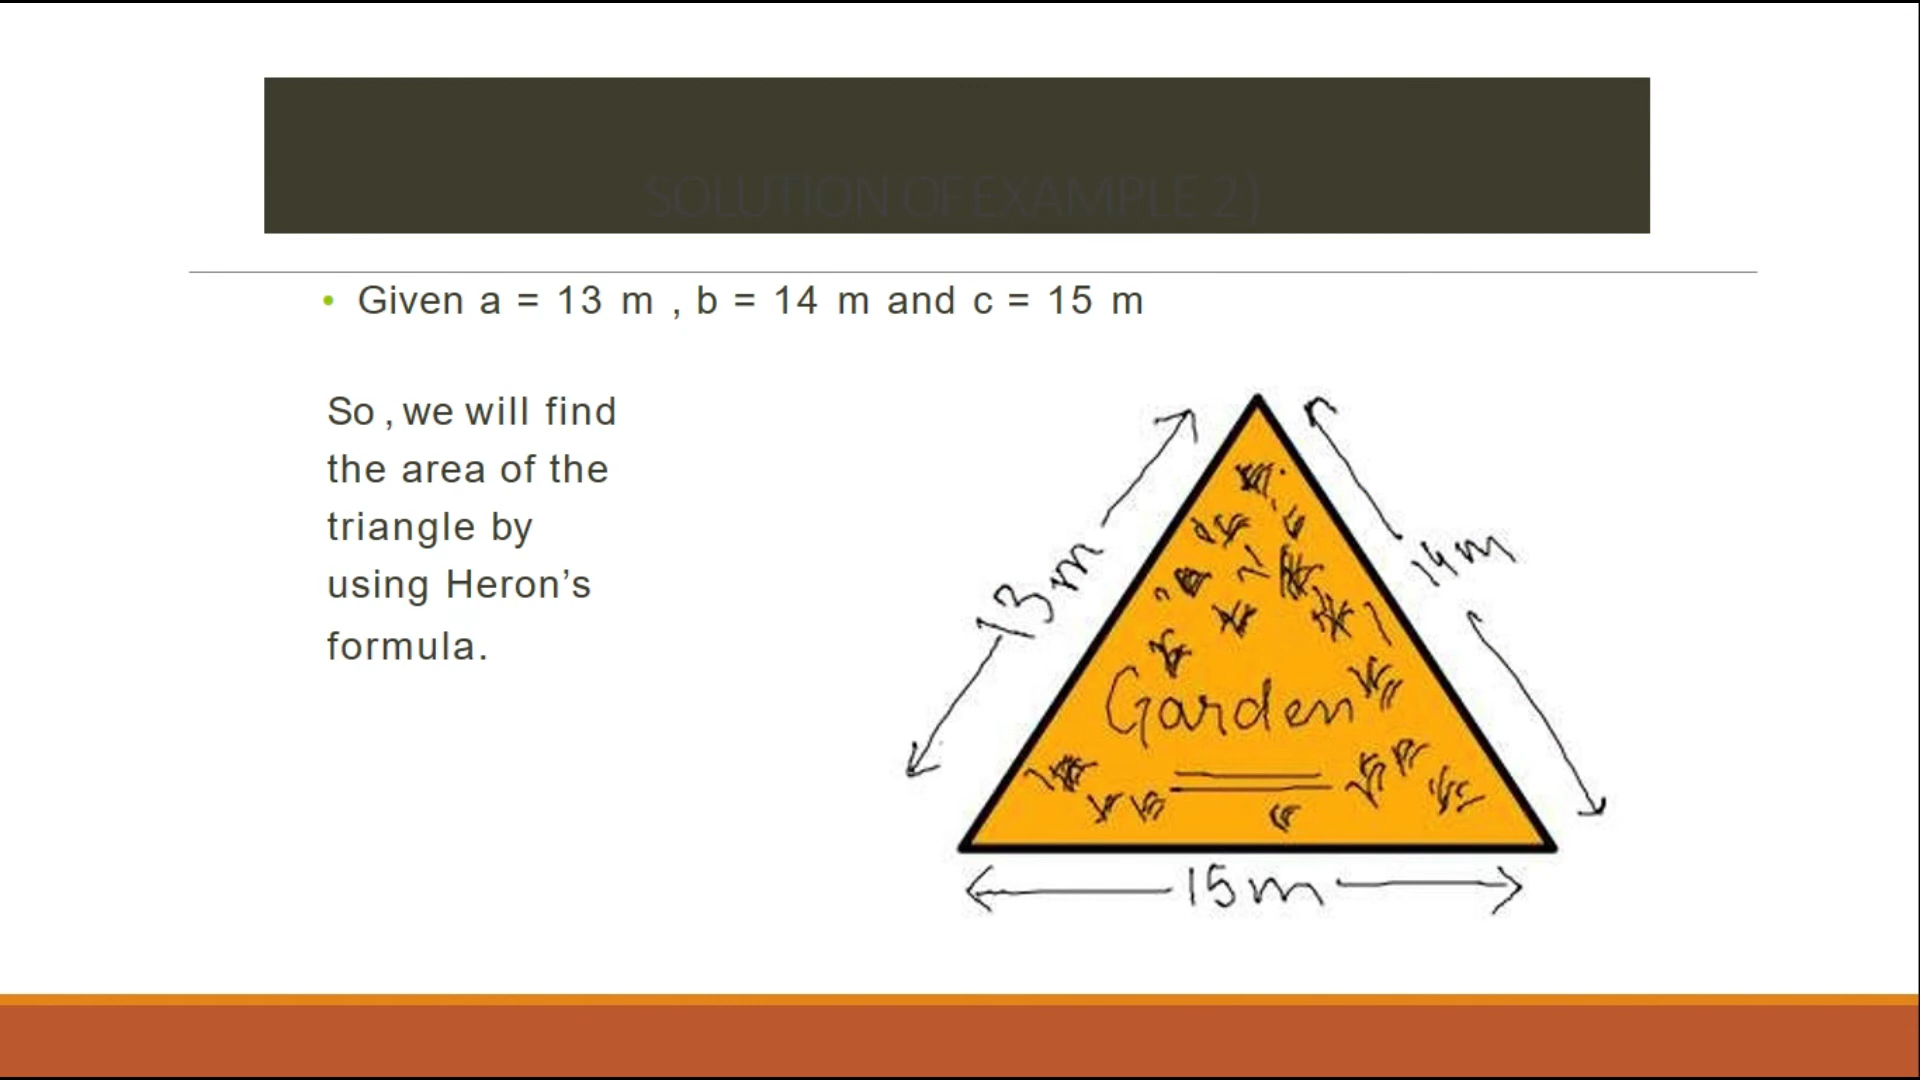 SOLUTION OF EXAMPLE 2)
• Given a = 13 m , b = 14 m and c = 15 m
So , we will find
the area of the
triangle by
using Heron’s
formula.
13m
14m
Garden
15m